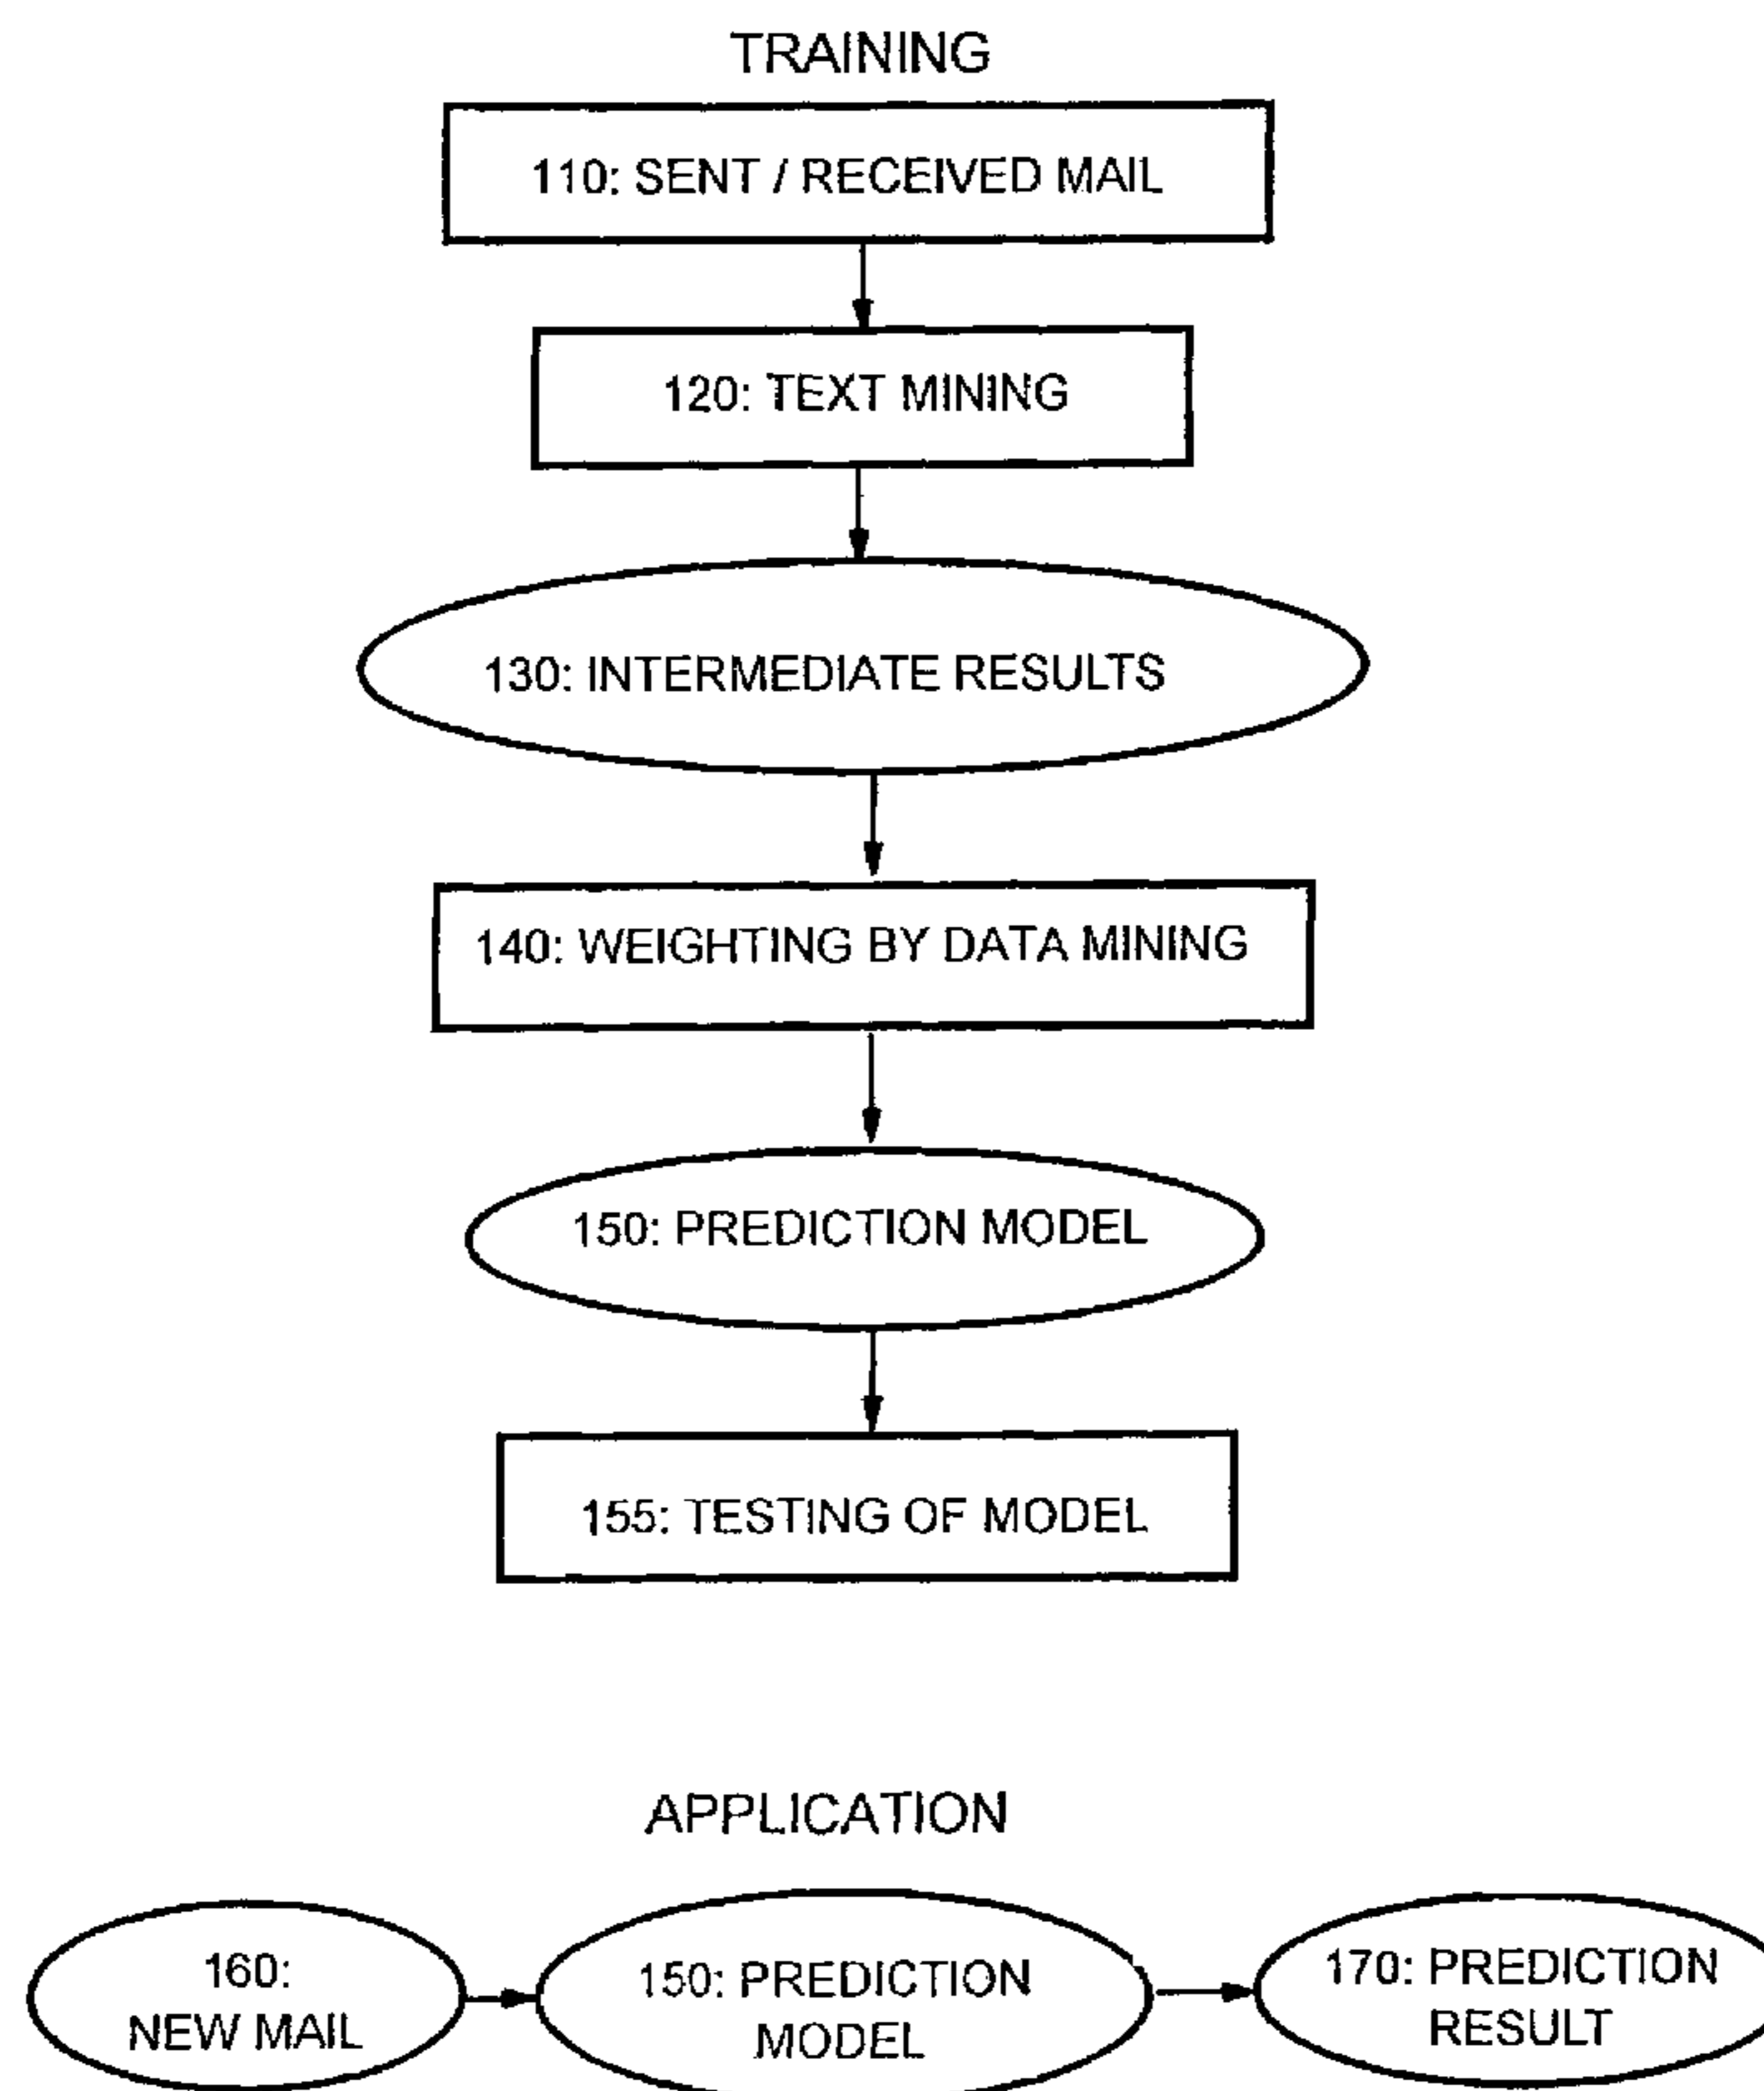 TRAINING
110: SENT / RECEIVED MAIL
120: TEXT MINING
130: INTERMEDIATE RESULTS
140: WEIGHTING BY DATA MINING
150: PREDICTION MODEL
155: TESTING OF MODEL
APPLICATION
160:
NEW MAIL
150: PREDICTION
MODEL
170: PREDICTION
RESULT